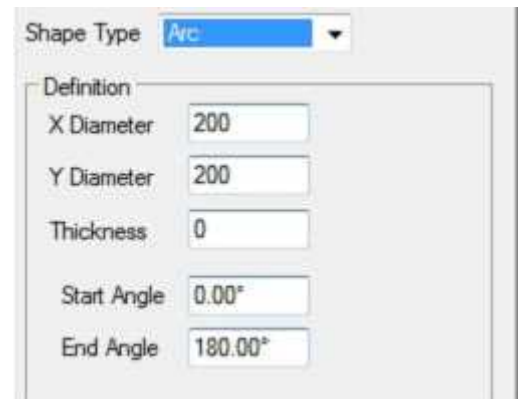 Shape Type Arc
Definition
X Diameter 200
Y Diameter 200
Thickness 0
Start Angle 0.00°
End Angle 180.00°